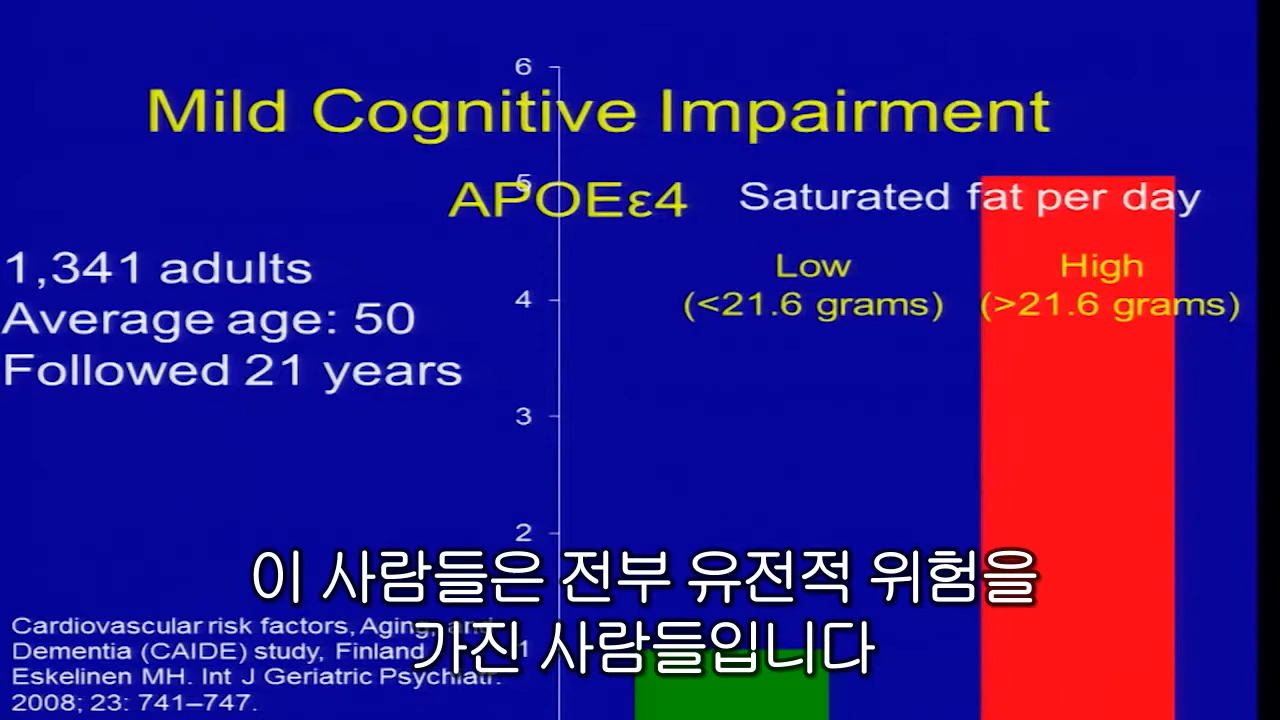 6
Mild Cognitive Impairment
5
APOEε4
Saturated fat per day
1,341 adults
Average age: 50
Followed 21 years
Low
(<21.6 grams)
High
(>21.6 grams)
4
3
2
1
이 사람들은 전부 유전적 위험을
가진 사람들입니다
Cardiovascular risk factors, Aging, and
Dementia (CAIDE) study, Finland
Eskelinen MH. Int J Geriatric Psychiatr.
2008; 23: 741–747.